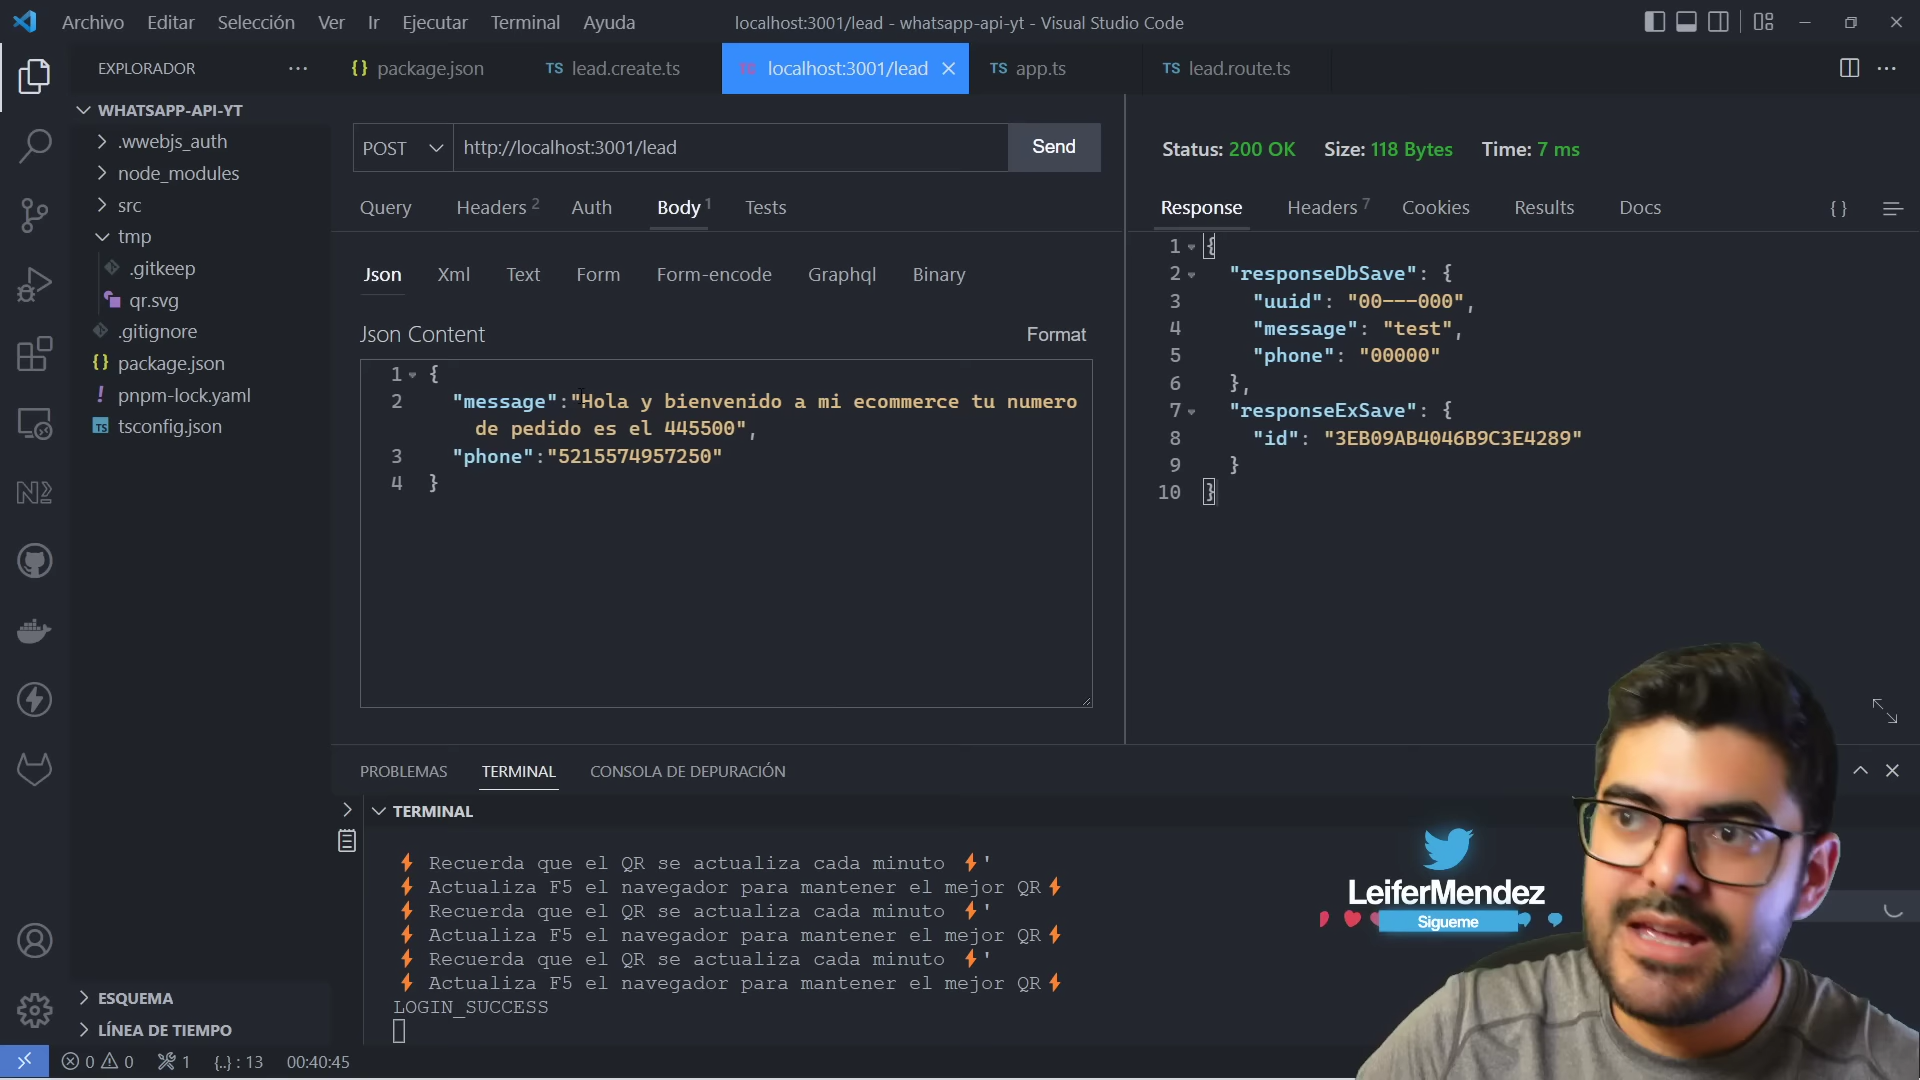 Archivo Editar Selección Ver Ir Ejecutar Terminal Ayuda
localhost:3001/lead - whatsapp-api-yt - Visual Studio Code
EXPLORADOR
{} package.json
TS lead.create.ts
localhost:3001/lead
TS app.ts
TS lead.route.ts
WHATSAPP-API-YT
.wwebjs_auth
node_modules
src
tmp
.gitkeep
qr.svg
.gitignore
{} package.json
! pnpm-lock.yaml
TS tsconfig.json
ESQUEMA
LÍNEA DE TIEMPO
POST
http://localhost:3001/lead
Send
Query Headers 2 Auth Body 1 Tests
Json Xml Text Form Form-encode Graphql Binary
Json Content
Format
1 {
2 "message":"Hola y bienvenido a mi ecommerce tu numero
de pedido es el 445500",
3 "phone":"5215574957250"
4 }
Status: 200 OK Size: 118 Bytes Time: 7 ms
Response Headers 7 Cookies Results Docs { }
1 {
2 "responseDbSave": {
3 "uuid": "00---000",
4 "message": "test",
5 "phone": "00000"
6 },
7 "responseExSave": {
8 "id": "3EB09AB4046B9C3E4289"
9 }
10 }
PROBLEMAS TERMINAL CONSOLA DE DEPURACIÓN
TERMINAL
⚡ Recuerda que el QR se actualiza cada minuto ⚡'
⚡ Actualiza F5 el navegador para mantener el mejor QR⚡
⚡ Recuerda que el QR se actualiza cada minuto ⚡'
⚡ Actualiza F5 el navegador para mantener el mejor QR⚡
⚡ Recuerda que el QR se actualiza cada minuto ⚡'
⚡ Actualiza F5 el navegador para mantener el mejor QR⚡
LOGIN_SUCCESS
LeiferMendez
Sigueme
0 0 1 {..} : 13 00:40:45